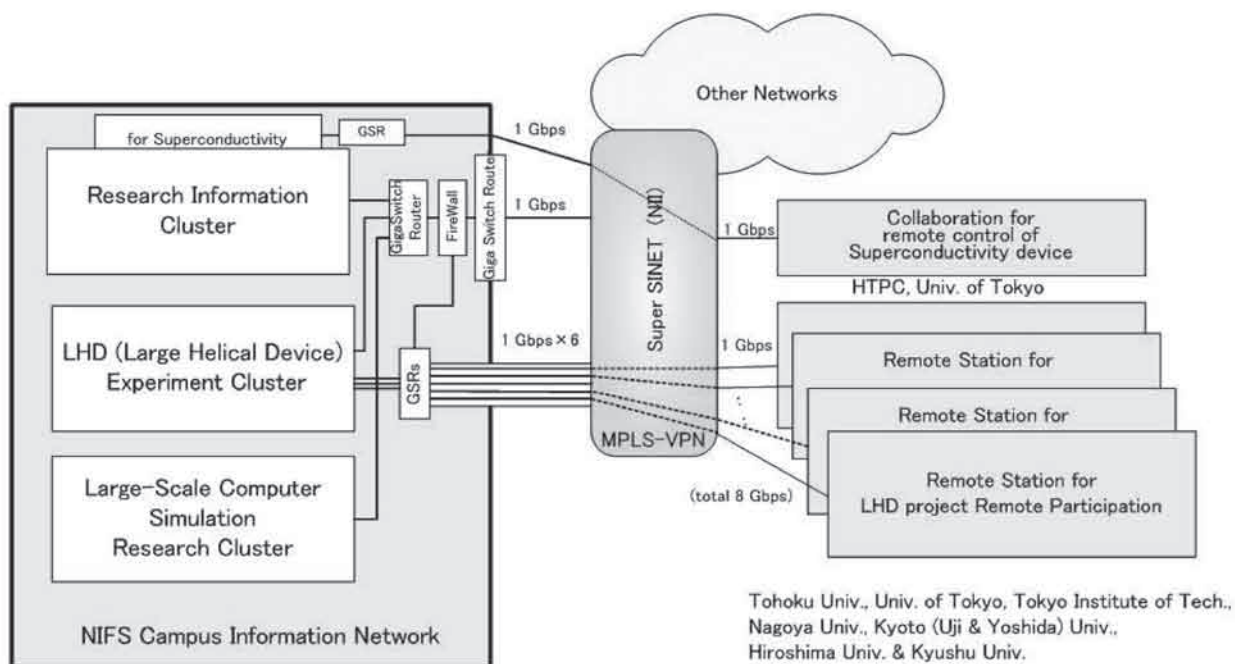 Other Networks
for Superconductivity
GSR
1 Gbps
Research Information
Cluster
GigaSwitch
Router
FireWall
Giga Switch Route
1 Gbps
Super SINET (NII)
1 Gbps
Collaboration for
remote control of
Superconductivity device
HTPC, Univ. of Tokyo
LHD (Large Helical Device)
Experiment Cluster
GSRs
1 Gbps×6
1 Gbps
Remote Station for
Remote Station for
MPLS-VPN
Large-Scale Computer
Simulation
Research Cluster
(total 8 Gbps)
Remote Station for
LHD project Remote Participation
NIFS Campus Information Network
Tohoku Univ., Univ. of Tokyo, Tokyo Institute of Tech.,
Nagoya Univ., Kyoto (Uji & Yoshida) Univ.,
Hiroshima Univ. & Kyushu Univ.